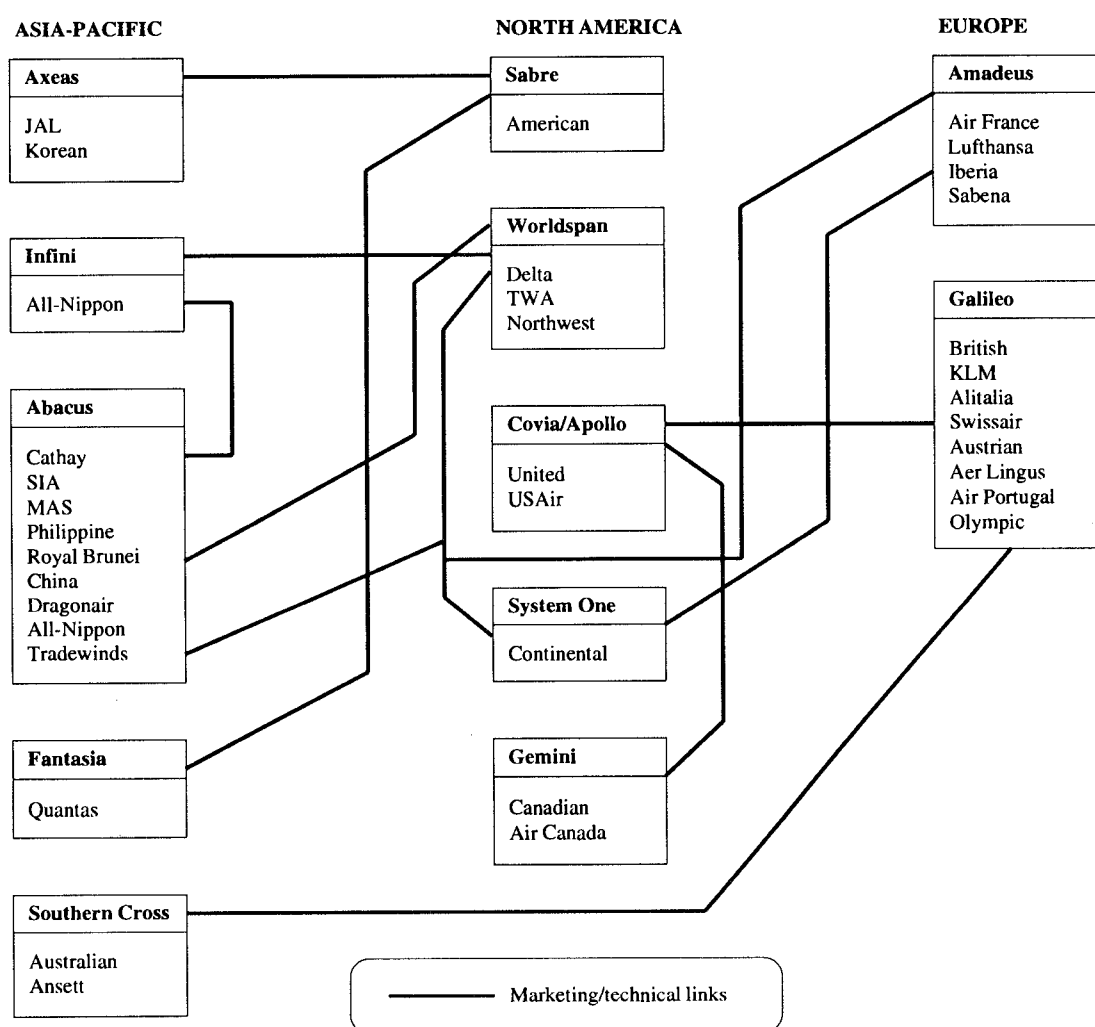 ASIA-PACIFIC
Axeas
JAL
Korean
Infini
All-Nippon
Abacus
Cathay
SIA
MAS
Philippine
Royal Brunei
China
Dragonair
All-Nippon
Tradewinds
Fantasia
Quantas
Southern Cross
Australian
Ansett
NORTH AMERICA
Sabre
American
Worldspan
Delta
TWA
Northwest
Covia/Apollo
United
USAir
System One
Continental
Gemini
Canadian
Air Canada
EUROPE
Amadeus
Air France
Lufthansa
Iberia
Sabena
Galileo
British
KLM
Alitalia
Swissair
Austrian
Aer Lingus
Air Portugal
Olympic
Marketing/technical links